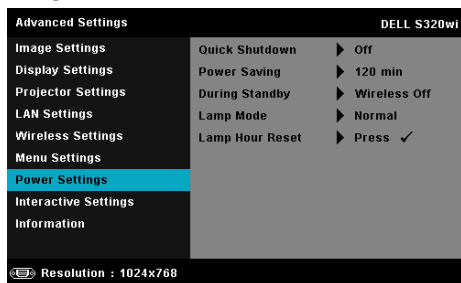 Advanced Settings DELL S320wi
Image Settings Quick Shutdown Off
Display Settings Power Saving 120 min
Projector Settings During Standby Wireless Off
LAN Settings Lamp Mode Normal
Wireless Settings Lamp Hour Reset Press ✓
Menu Settings
Power Settings
Interactive Settings
Information
Resolution : 1024x768